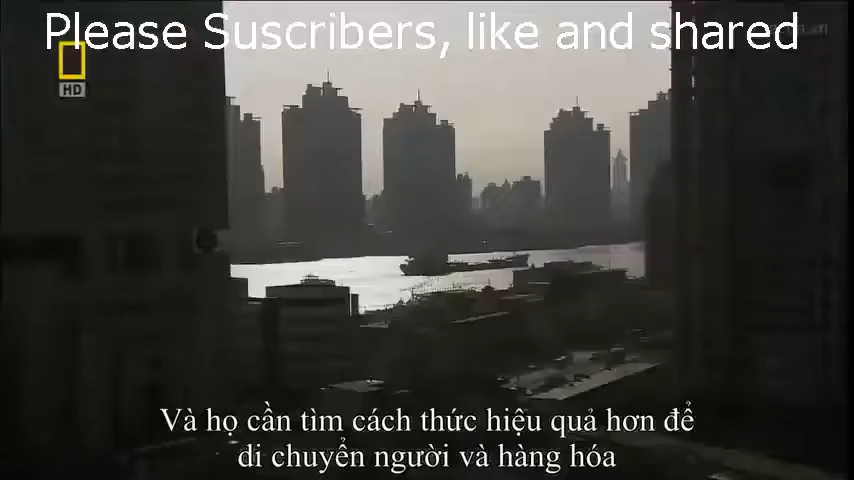 Please Suscribers, like and shared
HD
Và họ cần tìm cách thức hiệu quả hơn để
di chuyển người và hàng hóa